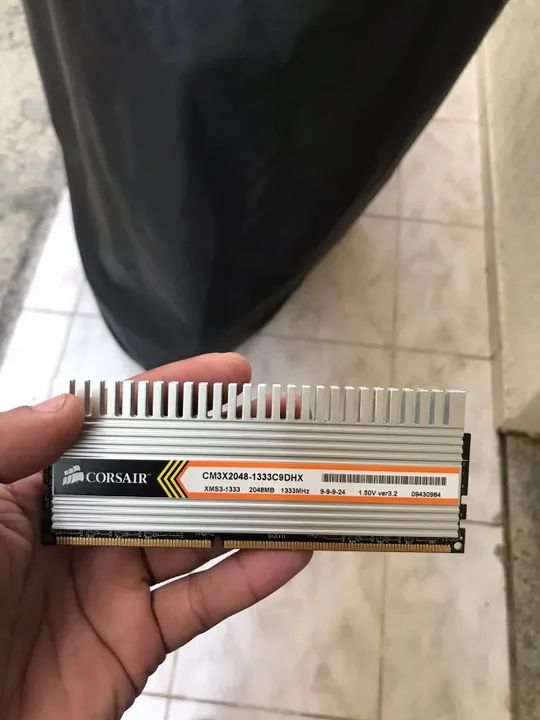 CORSAIR
CM3X2048-1333C9DHX
XMS3-1333 2048MB 1333MHz 9-9-9-24 1.50V ver3.2 09430984